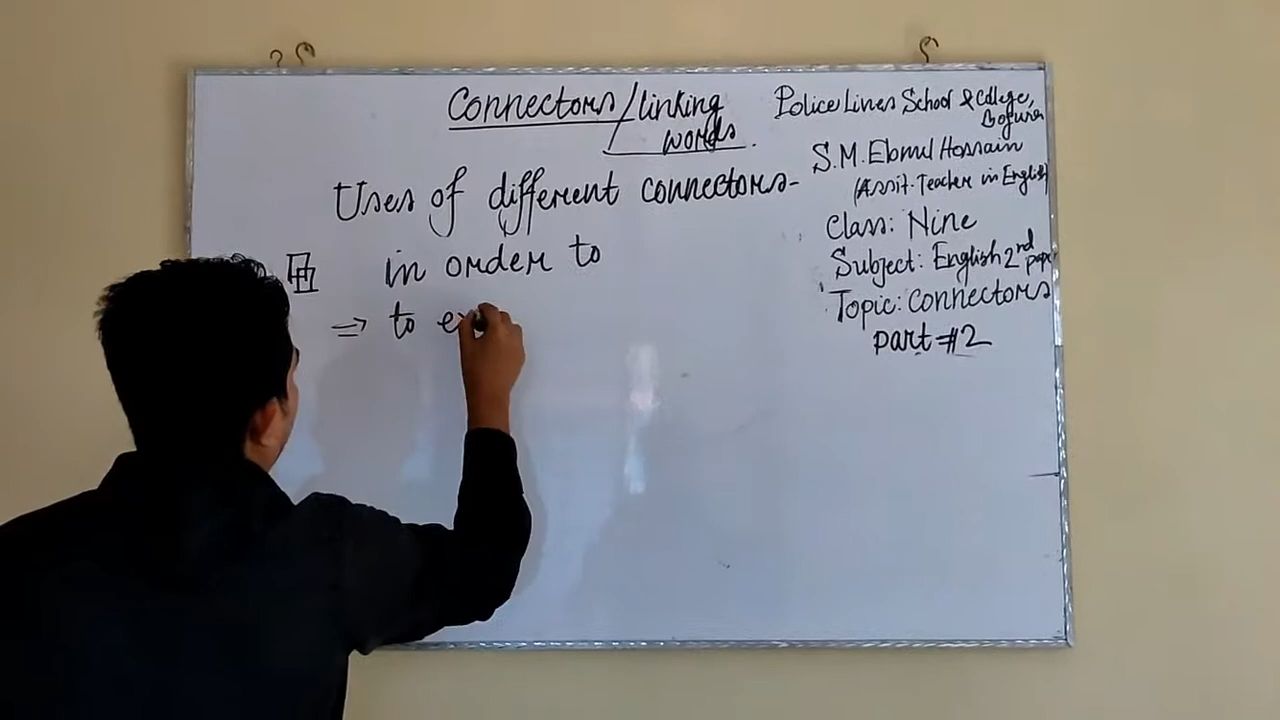 Connectors/linking
words.
Uses of different connectors-
in order to
⇒ to ex
Police Lines School & College,
Bogura
S.M. Ebnul Hossain
(Assit. Teacher in English)
Class: Nine
Subject: English 2nd paper
Topic: Connectors
part #2